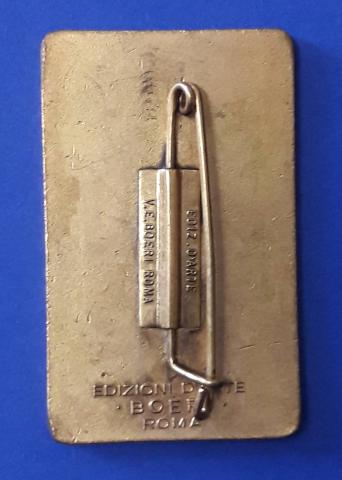 EDIZ. D'ARTE
V.E.BOERI ROMA
EDIZIONI D'ARTE
· BOERI ·
ROMA